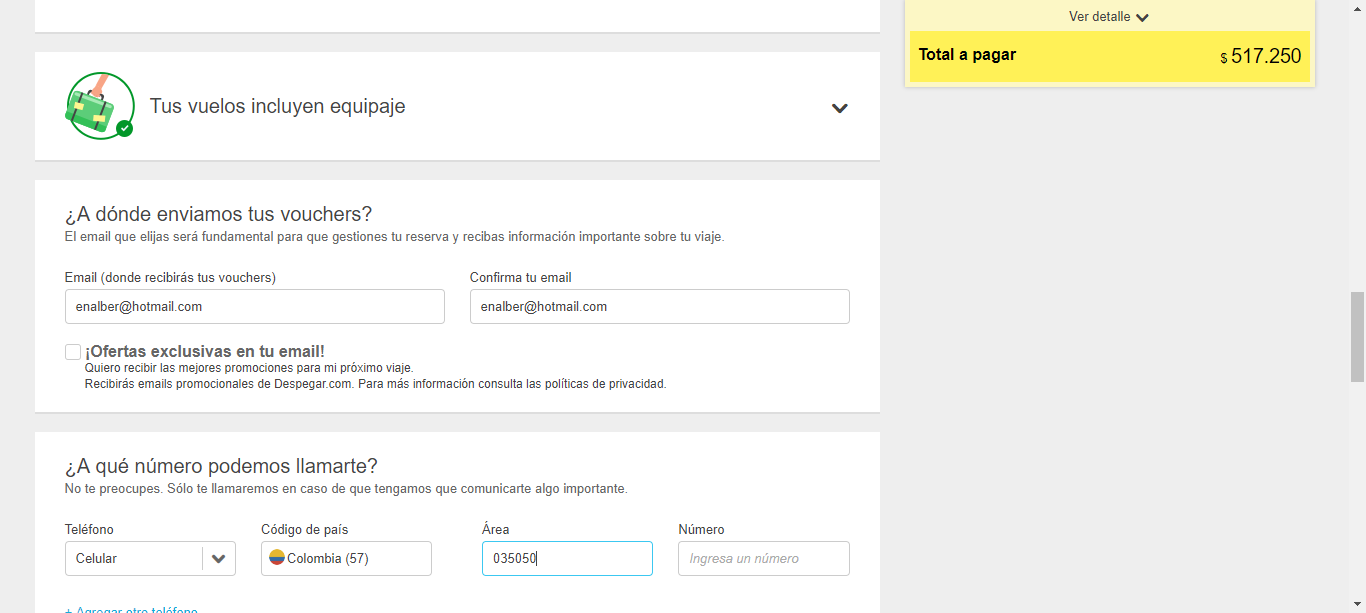 Ver detalle
Total a pagar $ 517.250
Tus vuelos incluyen equipaje
¿A dónde enviamos tus vouchers?
El email que elijas será fundamental para que gestiones tu reserva y recibas información importante sobre tu viaje.
Email (donde recibirás tus vouchers) Confirma tu email
enalber@hotmail.com enalber@hotmail.com
¡Ofertas exclusivas en tu email!
Quiero recibir las mejores promociones para mi próximo viaje.
Recibirás emails promocionales de Despegar.com. Para más información consulta las políticas de privacidad.
¿A qué número podemos llamarte?
No te preocupes. Sólo te llamaremos en caso de que tengamos que comunicarte algo importante.
Teléfono Código de país Área Número
Celular Colombia (57) 035050 Ingresa un número
+ Agregar otro teléfono